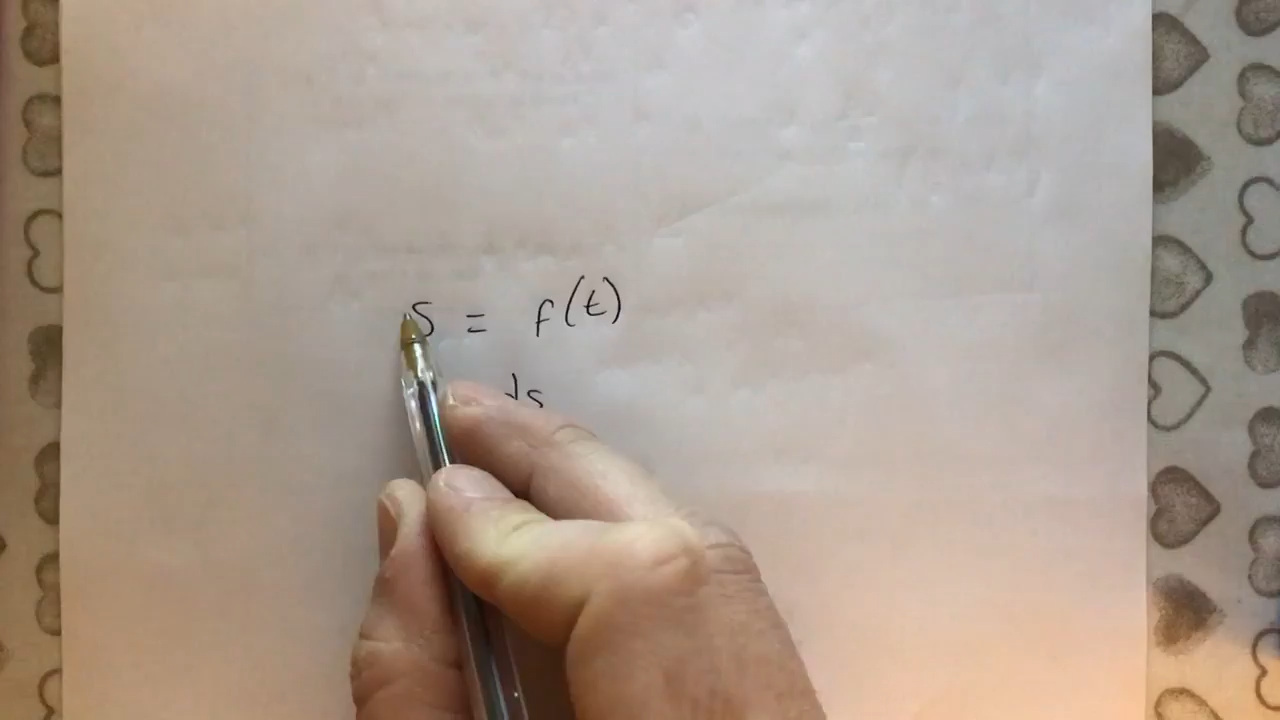 s = f(t)
ds